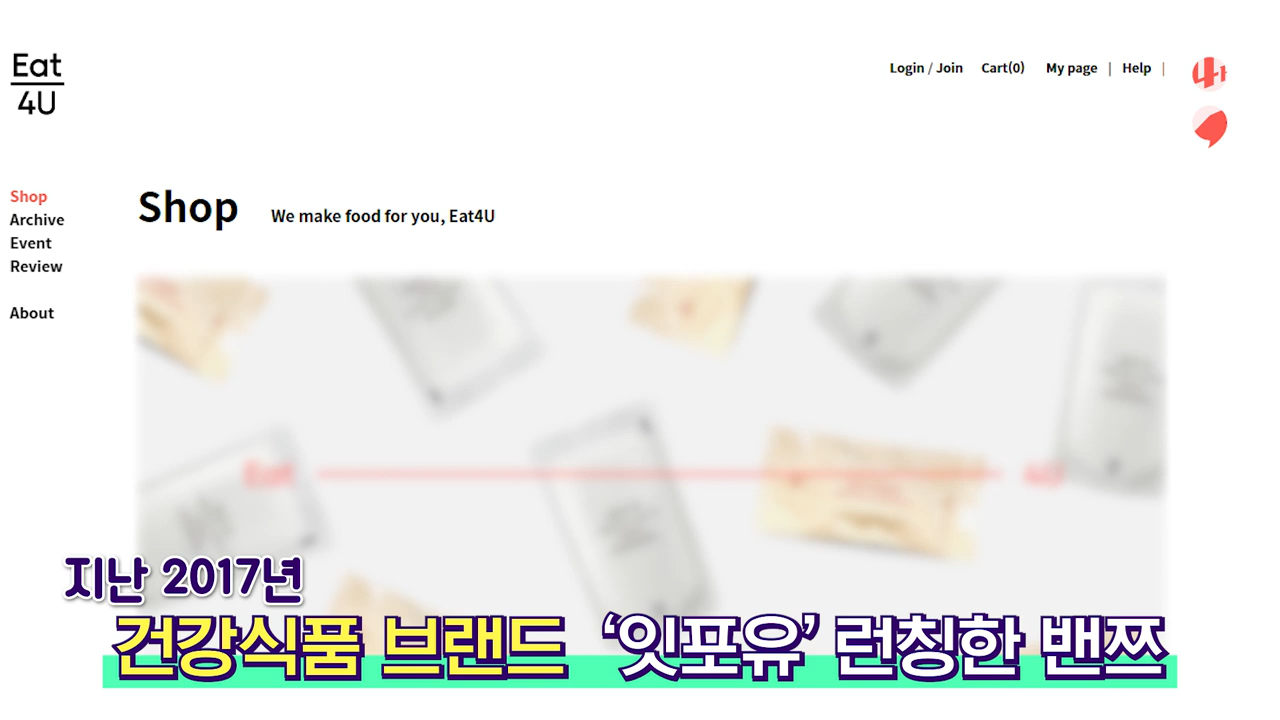 Eat
4U
Login / Join Cart(0) My page | Help |
Shop
Archive
Event
Review
About
Shop We make food for you, Eat4U
Eat 4U
지난 2017년
건강식품 브랜드 ‘잇포유’ 런칭한 밴쯔